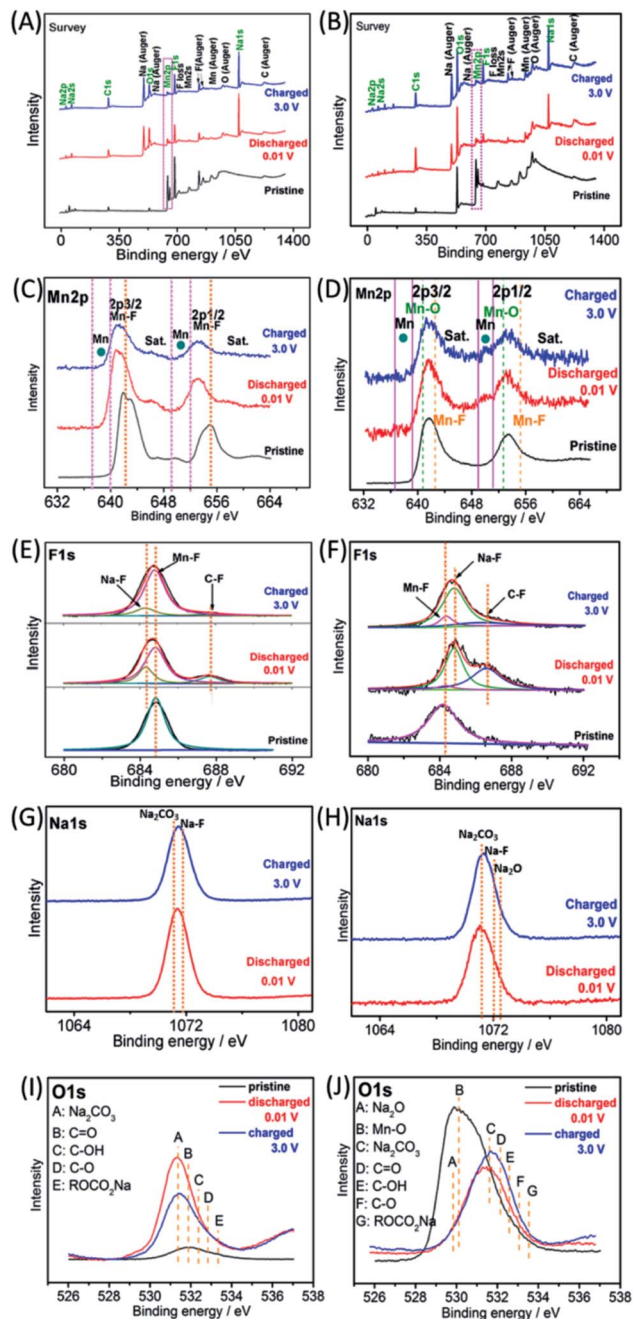 (A)
Survey
Na2p
Na2s
C1s
Na (Auger)
O1s
Na (Auger)
Mn2p
F1s
F loss
Mn2s
F(Auger)
Mn (Auger)
O (Auger)
Na1s
C (Auger)
Charged
3.0 V
Discharged
0.01 V
Pristine
Intensity
0 350 700 1050 1400
Binding energy / eV
(B)
Survey
Na2p
Na2s
C1s
Na (Auger)
O1s
Na (Auger)
Mn2p
F1s
F loss
Mn2s
F (Auger)
Mn (Auger)
O (Auger)
Na1s
C (Auger)
Charged
3.0 V
Discharged
0.01 V
Pristine
Intensity
0 350 700 1050 1400
Binding energy / eV
(C) Mn2p
2p3/2 2p1/2
Mn-F Mn-F
Mn Sat. Mn Sat.
Charged
3.0 V
Discharged
0.01 V
Pristine
Intensity
632 640 648 656 664
Binding energy / eV
(D)
Mn2p 2p3/2 2p1/2
Mn-O Mn-O
Mn Sat. Mn Sat.
Charged
3.0 V
Discharged
0.01 V
Mn-F Mn-F
Pristine
Intensity
632 640 648 656 664
Binding energy / eV
(E) F1s
Mn-F
Na-F
C-F
Charged
3.0 V
Discharged
0.01 V
Pristine
Intensity
680 684 688 692
Binding energy / eV
(F) F1s
Na-F
Mn-F
C-F
Charged
3.0 V
Discharged
0.01 V
Pristine
Intensity
680 684 688 692
Binding energy / eV
(G) Na1s
Na₂CO₃
Na-F
Charged
3.0 V
Discharged
0.01 V
Intensity
1064 1072 1080
Binding energy / eV
(H) Na1s
Na₂CO₃
Na-F
Na₂O
Charged
3.0 V
Discharged
0.01 V
Intensity
1064 1072 1080
Binding energy / eV
(I) O1s
pristine
discharged
0.01 V
charged
3.0 V
A: Na₂CO₃
B: C=O
C: C-OH
D: C-O
E: ROCO₂Na
A
B
C
D
E
Intensity
526 528 530 532 534 536 538
Binding energy / eV
(J) O1s
pristine
discharged
0.01 V
charged
3.0 V
A: Na₂O
B: Mn-O
C: Na₂CO₃
D: C=O
E: C-OH
F: C-O
G: ROCO₂Na
B
C
D
A
E
F
G
Intensity
526 528 530 532 534 536 538
Binding energy / eV